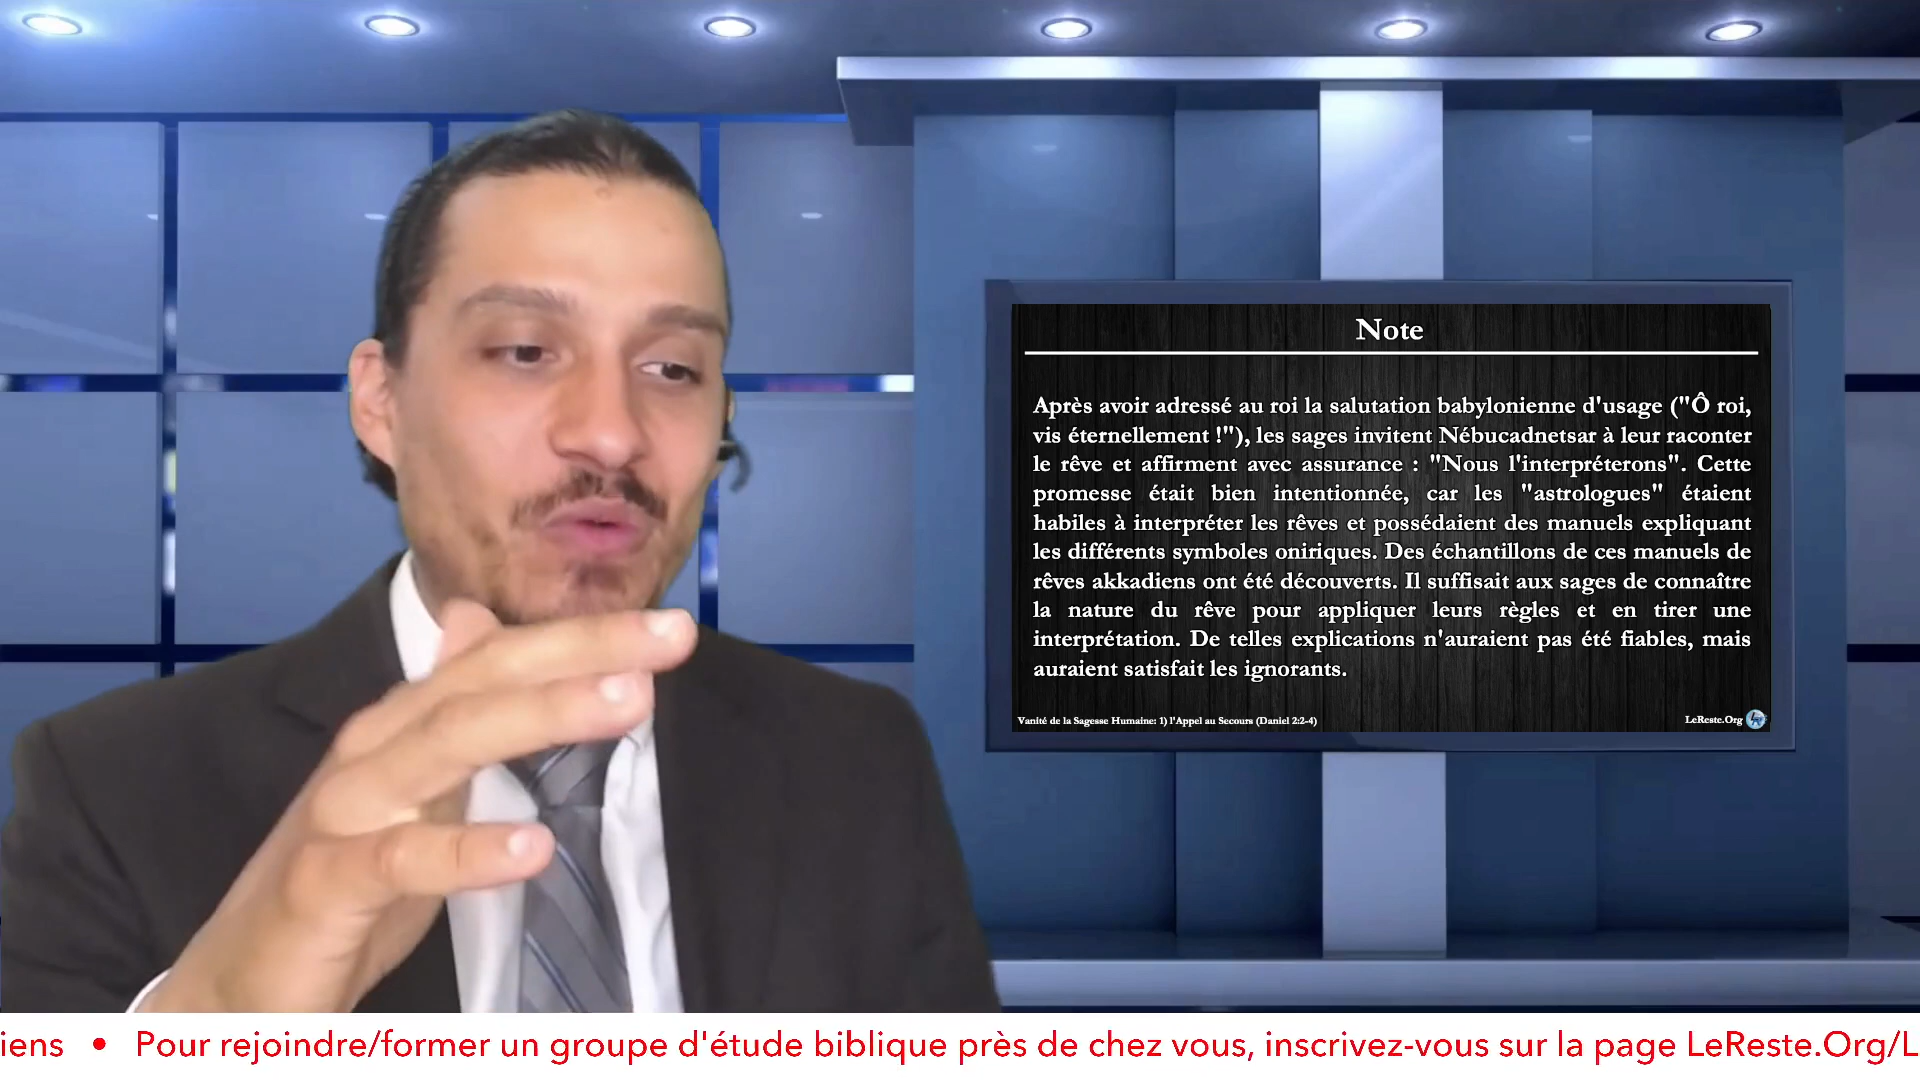 Note
Après avoir adressé au roi la salutation babylonienne d'usage ("Ô roi,
vis éternellement !"), les sages invitent Nébucadnetsar à leur raconter
le rêve et affirment avec assurance : "Nous l'interpréterons". Cette
promesse était bien intentionnée, car les "astrologues" étaient
habiles à interpréter les rêves et possédaient des manuels expliquant
les différents symboles oniriques. Des échantillons de ces manuels de
rêves akkadiens ont été découverts. Il suffisait aux sages de connaître
la nature du rêve pour appliquer leurs règles et en tirer une
interprétation. De telles explications n'auraient pas été fiables, mais
auraient satisfait les ignorants.
Vanité de la Sagesse Humaine: 1) l'Appel au Secours (Daniel 2:2-4)
LeReste.Org
iens • Pour rejoindre/former un groupe d'étude biblique près de chez vous, inscrivez-vous sur la page LeReste.Org/L